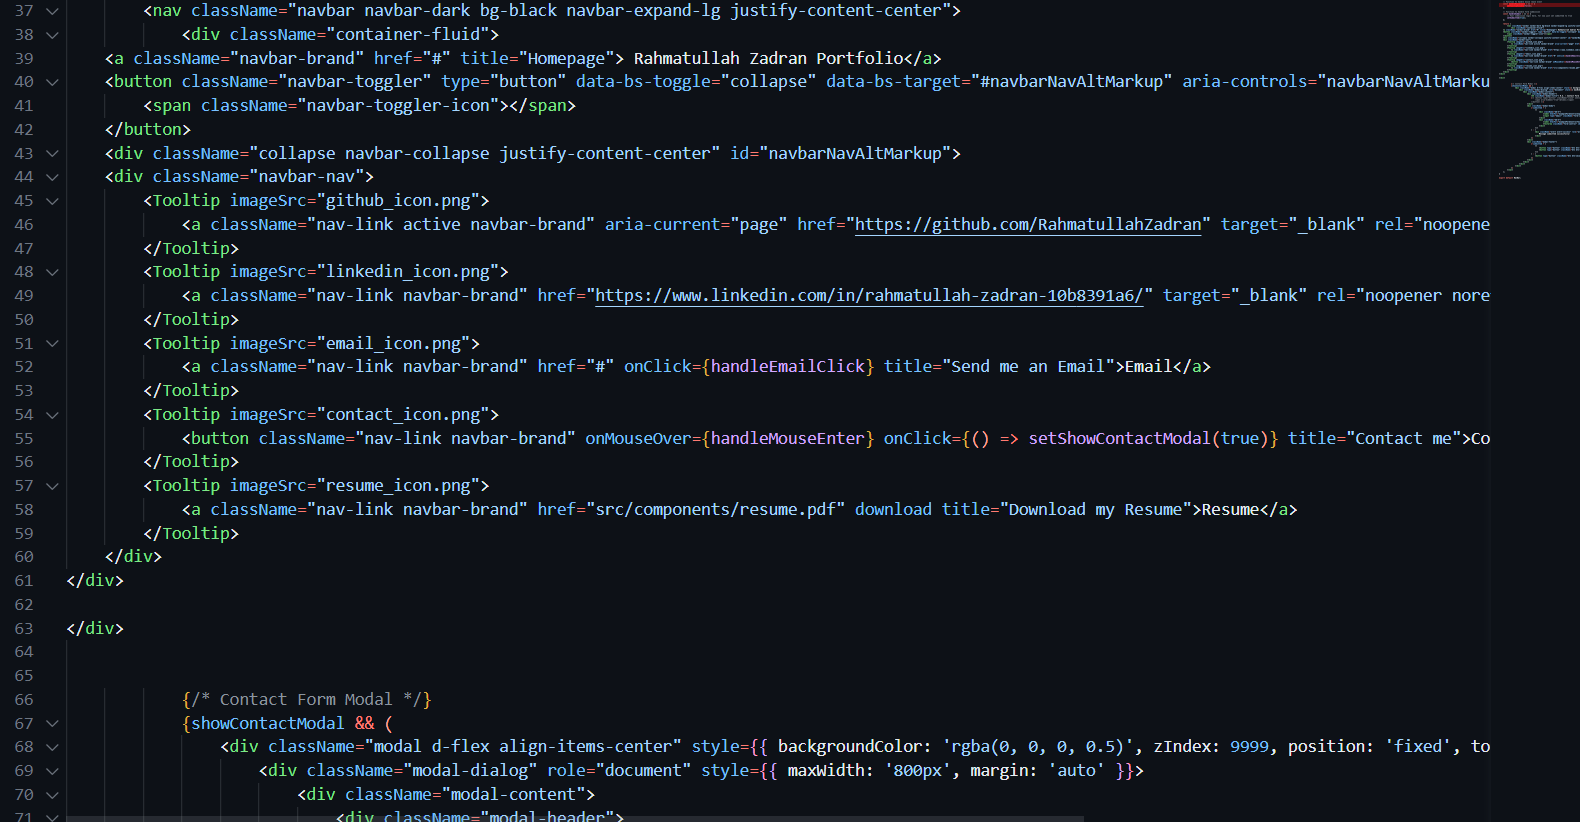 37 <nav className="navbar navbar-dark bg-black navbar-expand-lg justify-content-center">
38 <div className="container-fluid">
39 <a className="navbar-brand" href="#" title="Homepage"> Rahmatullah Zadran Portfolio</a>
40 <button className="navbar-toggler" type="button" data-bs-toggle="collapse" data-bs-target="#navbarNavAltMarkup" aria-controls="navbarNavAltMarku
41 <span className="navbar-toggler-icon"></span>
42 </button>
43 <div className="collapse navbar-collapse justify-content-center" id="navbarNavAltMarkup">
44 <div className="navbar-nav">
45 <Tooltip imageSrc="github_icon.png">
46 <a className="nav-link active navbar-brand" aria-current="page" href="https://github.com/RahmatullahZadran" target="_blank" rel="noopene
47 </Tooltip>
48 <Tooltip imageSrc="linkedin_icon.png">
49 <a className="nav-link navbar-brand" href="https://www.linkedin.com/in/rahmatullah-zadran-10b8391a6/" target="_blank" rel="noopener nore
50 </Tooltip>
51 <Tooltip imageSrc="email_icon.png">
52 <a className="nav-link navbar-brand" href="#" onClick={handleEmailClick} title="Send me an Email">Email</a>
53 </Tooltip>
54 <Tooltip imageSrc="contact_icon.png">
55 <button className="nav-link navbar-brand" onMouseOver={handleMouseEnter} onClick={() => setShowContactModal(true)} title="Contact me">Co
56 </Tooltip>
57 <Tooltip imageSrc="resume_icon.png">
58 <a className="nav-link navbar-brand" href="src/components/resume.pdf" download title="Download my Resume">Resume</a>
59 </Tooltip>
60 </div>
61 </div>
62
63 </div>
64
65
66 {/* Contact Form Modal */}
67 {showContactModal && (
68 <div className="modal d-flex align-items-center" style={{ backgroundColor: 'rgba(0, 0, 0, 0.5)', zIndex: 9999, position: 'fixed', to
69 <div className="modal-dialog" role="document" style={{ maxWidth: '800px', margin: 'auto' }}>
70 <div className="modal-content">
71 <div className="modal-header">